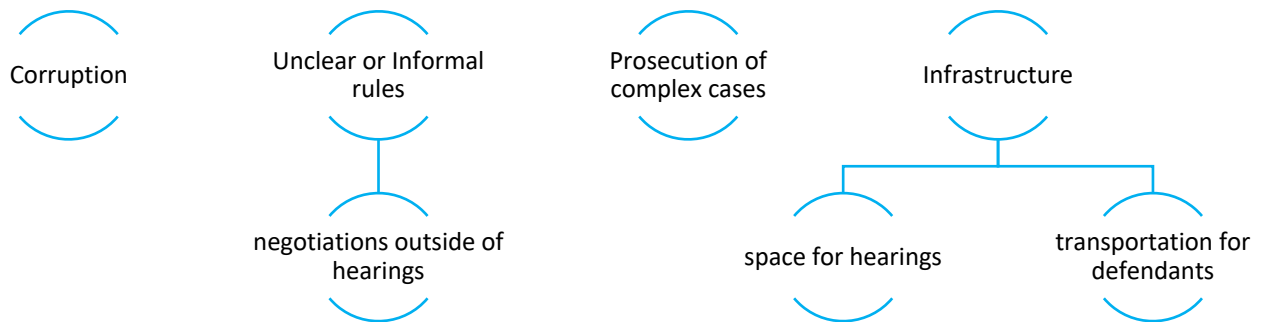 Corruption
Unclear or Informal
rules
Prosecution of
complex cases
Infrastructure
negotiations outside of
hearings
space for hearings
transportation for
defendants